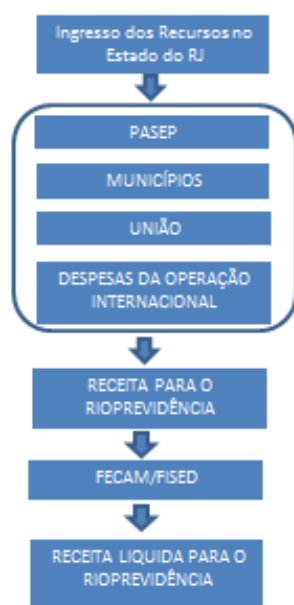 Ingresso dos Recursos no
Estado do RJ
PASEP
MUNICÍPIOS
UNIÃO
DESPESAS DA OPERAÇÃO
INTERNACIONAL
RECEITA PARA O
RIOPREVIDÊNCIA
FECAM/FISED
RECEITA LIQUIDA PARA O
RIOPREVIDÊNCIA